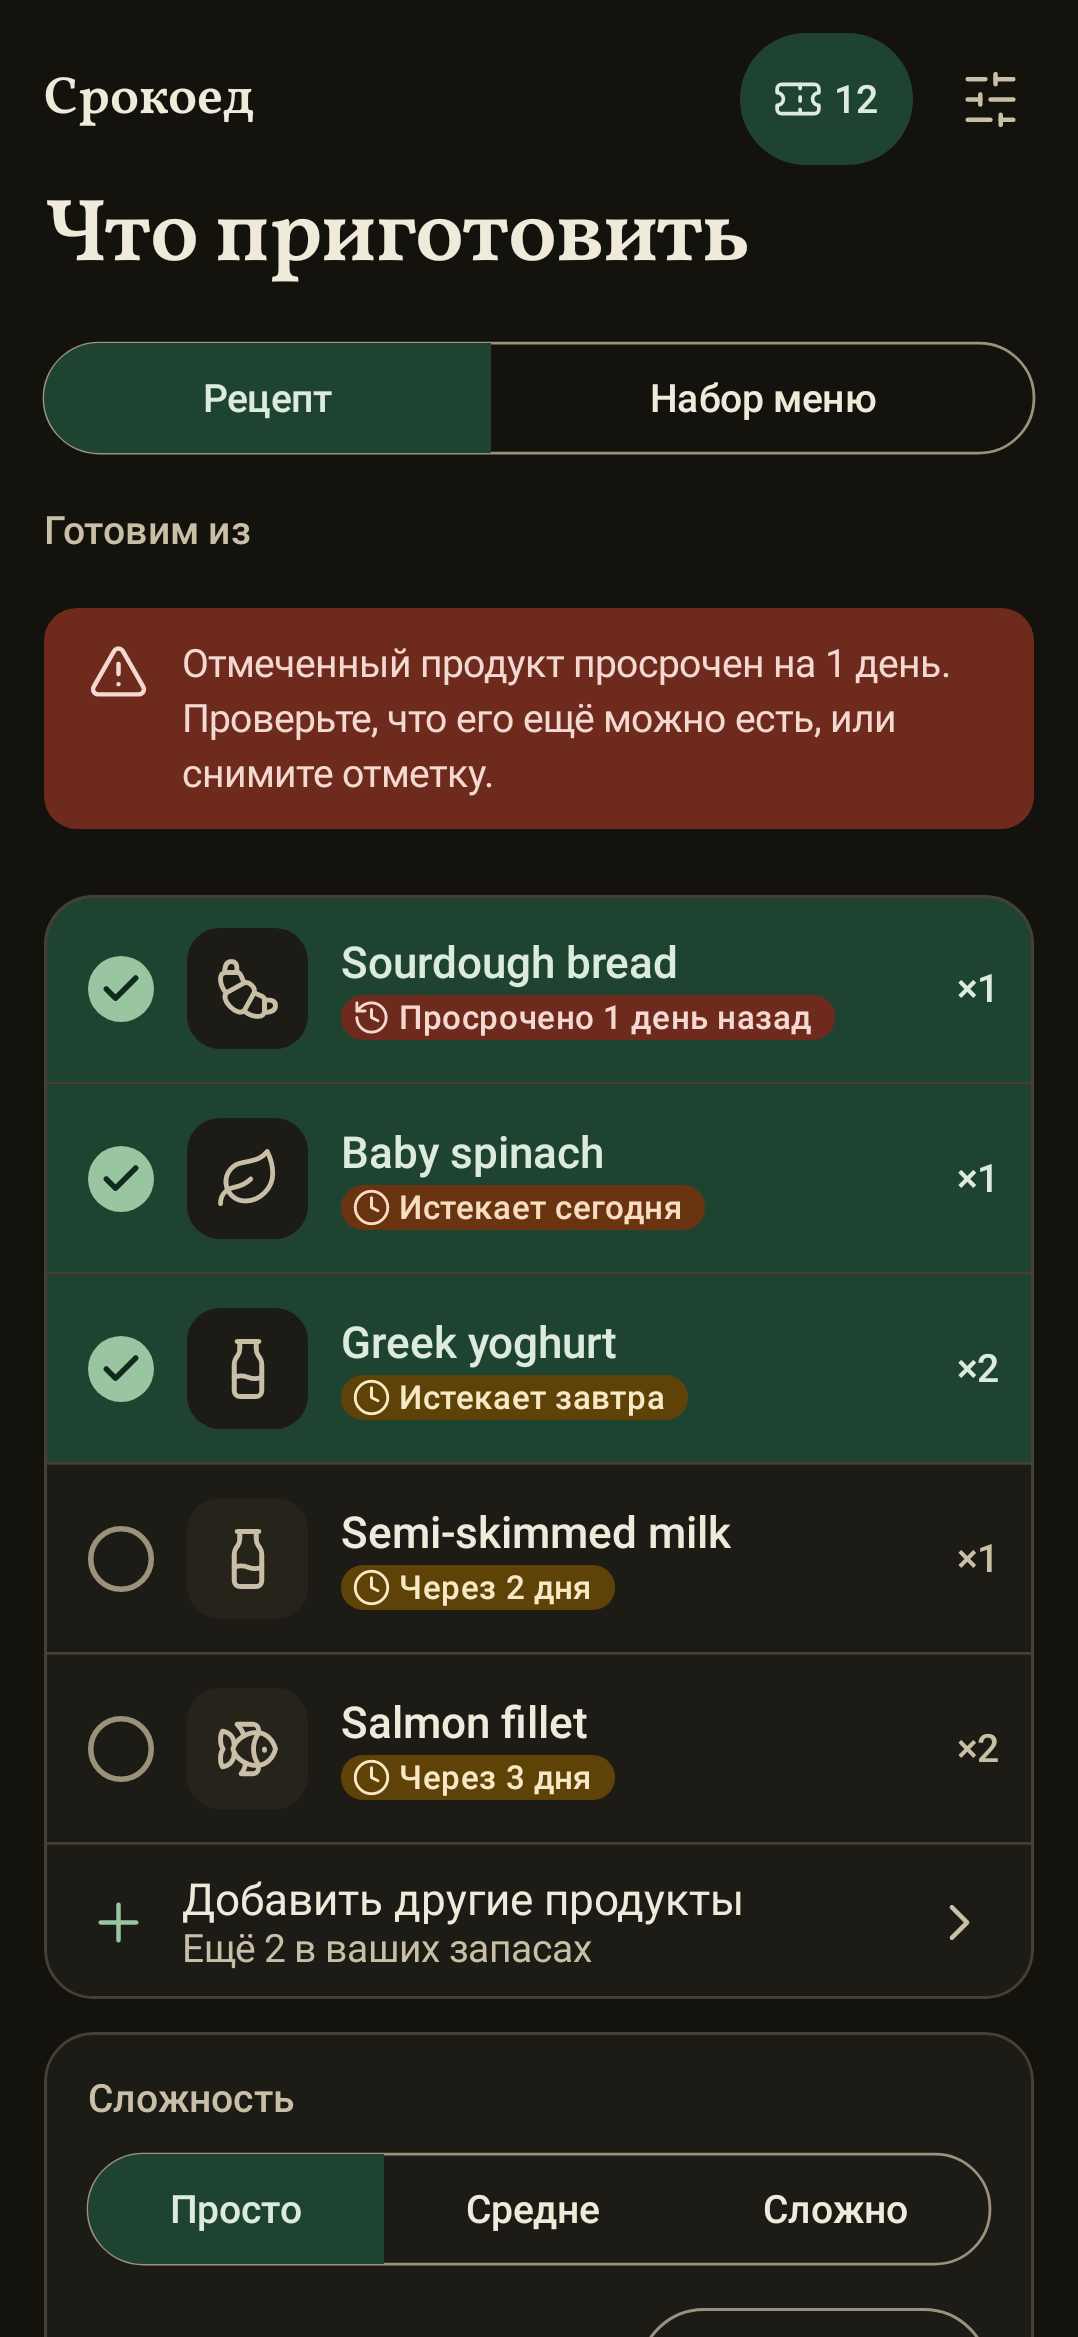 Срокоед
12
Что приготовить
Рецепт
Набор меню
Готовим из
Отмеченный продукт просрочен на 1 день.
Проверьте, что его ещё можно есть, или
снимите отметку.
Sourdough bread
×1
Просрочено 1 день назад
Baby spinach
×1
Истекает сегодня
Greek yoghurt
×2
Истекает завтра
Semi-skimmed milk
×1
Через 2 дня
Salmon fillet
×2
Через 3 дня
Добавить другие продукты
Ещё 2 в ваших запасах
Сложность
Просто
Средне
Сложно